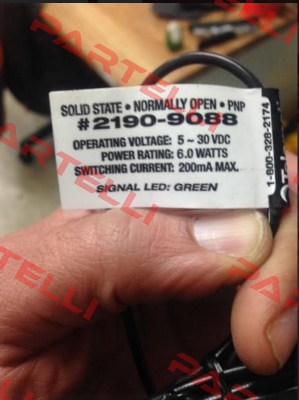 SOLID STATE • NORMALLY OPEN • PNP
#2190-9088
OPERATING VOLTAGE: 5 ~ 30 VDC
POWER RATING: 6.0 WATTS
SWITCHING CURRENT: 200mA MAX.
SIGNAL LED: GREEN
1-800-328-2174
PARTELLI
PARTELLI
PARTELLI